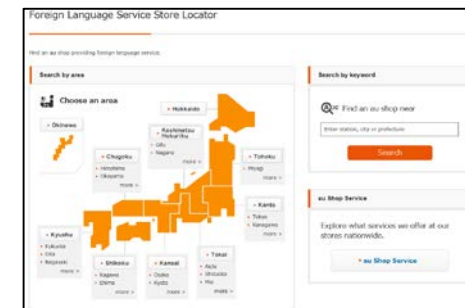 Foreign Language Service Store Locator
Find an au shop providing foreign language service.
Search by area
Choose an area
Okinawa
Hokkaido
Koshinetsu
Hokuriku
Gifu
Nagano
more >
Chugoku
Hiroshima
Okayama
more >
Tohoku
Miyagi
more >
Kanto
Tokyo
Kanagawa
more >
Kyushu
Fukuoka
Oita
Nagasaki
more >
Shikoku
Kagawa
Ehime
more >
Kansai
Osaka
Kyoto
more >
Tokai
Aichi
Shizuoka
Mie
more >
Search by keyword
Find an au shop near
Enter station, city or prefecture
Search
au Shop Service
Explore what services we offer at our
stores nationwide.
au Shop Service